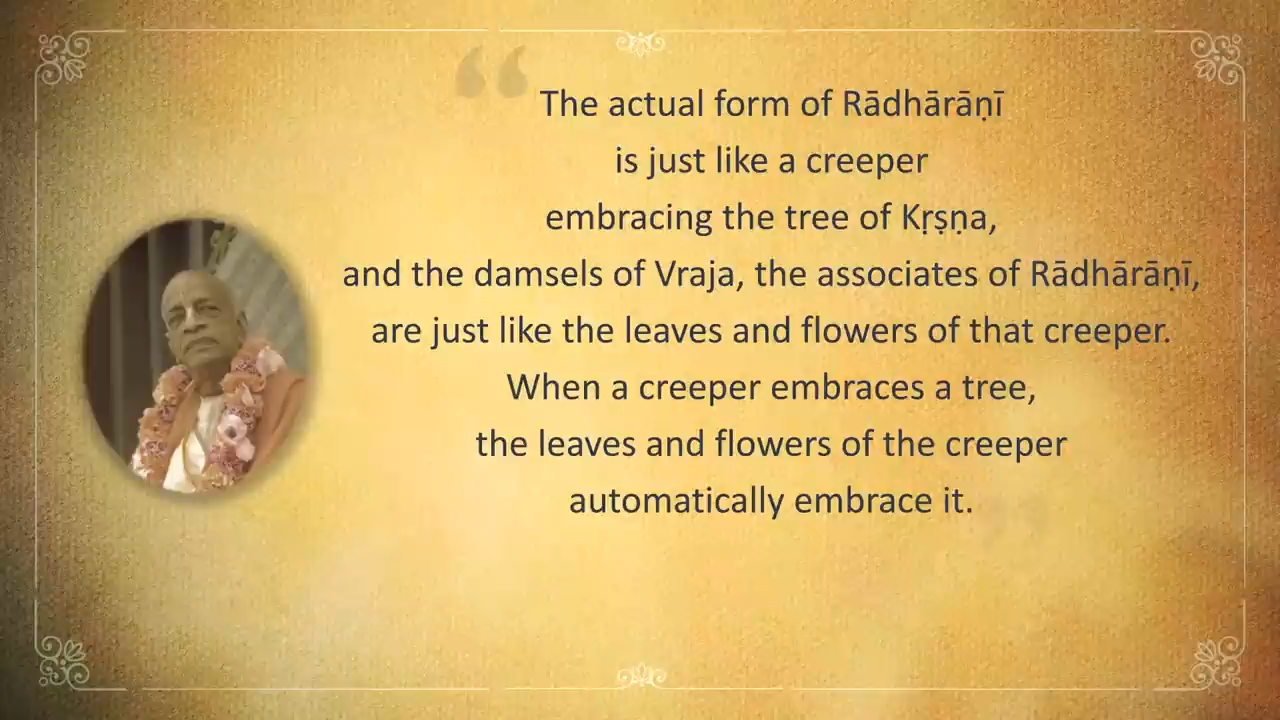 The actual form of Rādhārāṇī
is just like a creeper
embracing the tree of Kṛṣṇa,
and the damsels of Vraja, the associates of Rādhārāṇī,
are just like the leaves and flowers of that creeper.
When a creeper embraces a tree,
the leaves and flowers of the creeper
automatically embrace it.